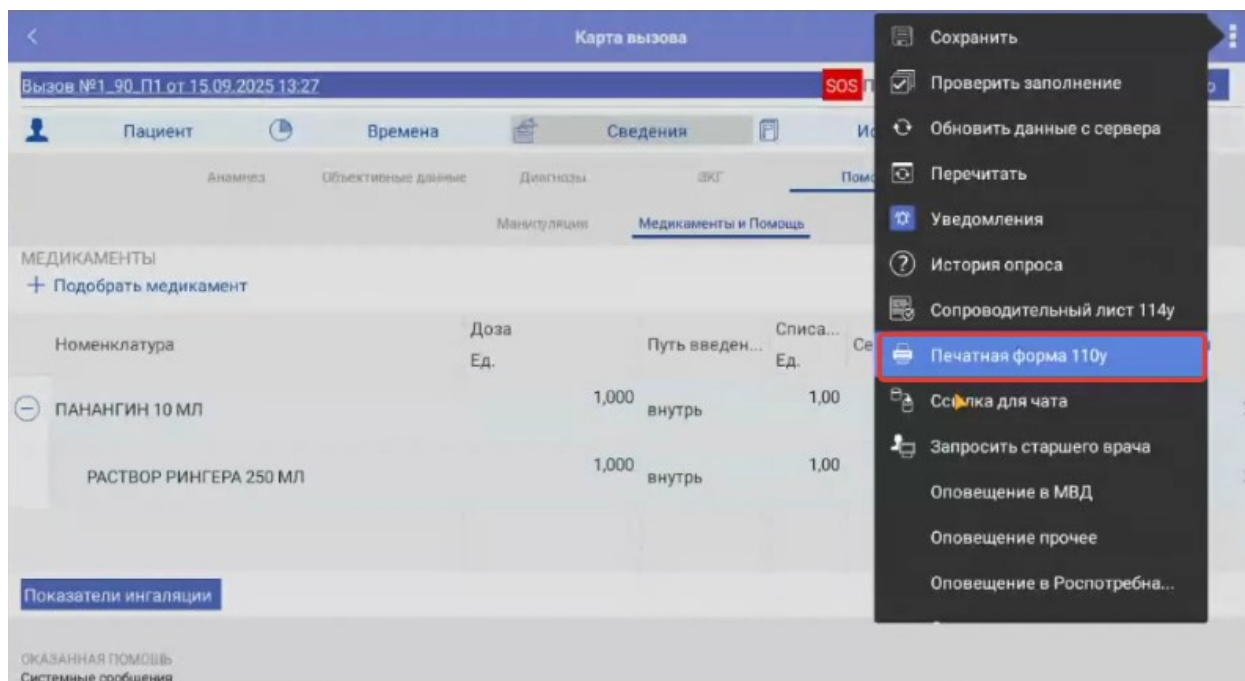 Карта вызова
Вызов №1_90_П1 от 15.09.2025 13:27
SOS
Пациент
Времена
Сведения
Анамнез
Объективные данные
Диагнозы
ЭКГ
Манипуляции
Медикаменты и Помощь
МЕДИКАМЕНТЫ
+ Подобрать медикамент
Номенклатура
Доза
Ед.
Путь введен...
Списа...
Ед.
ПАНАНГИН 10 МЛ
1,000
внутрь
1,00
РАСТВОР РИНГЕРА 250 МЛ
1,000
внутрь
1,00
Показатели ингаляции
ОКАЗАННАЯ ПОМОЩЬ
Системные сообщения
Сохранить
Проверить заполнение
Обновить данные с сервера
Перечитать
Уведомления
История опроса
Сопроводительный лист 114у
Печатная форма 110у
Ссылка для чата
Запросить старшего врача
Оповещение в МВД
Оповещение прочее
Оповещение в Роспотребна...